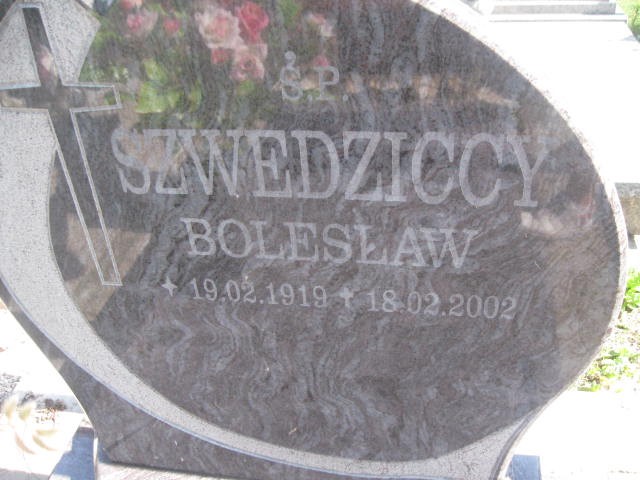 Ś.P.
SZWEDZICCY
BOLESŁAW
19.02.1919 ✝ 18.02.2002